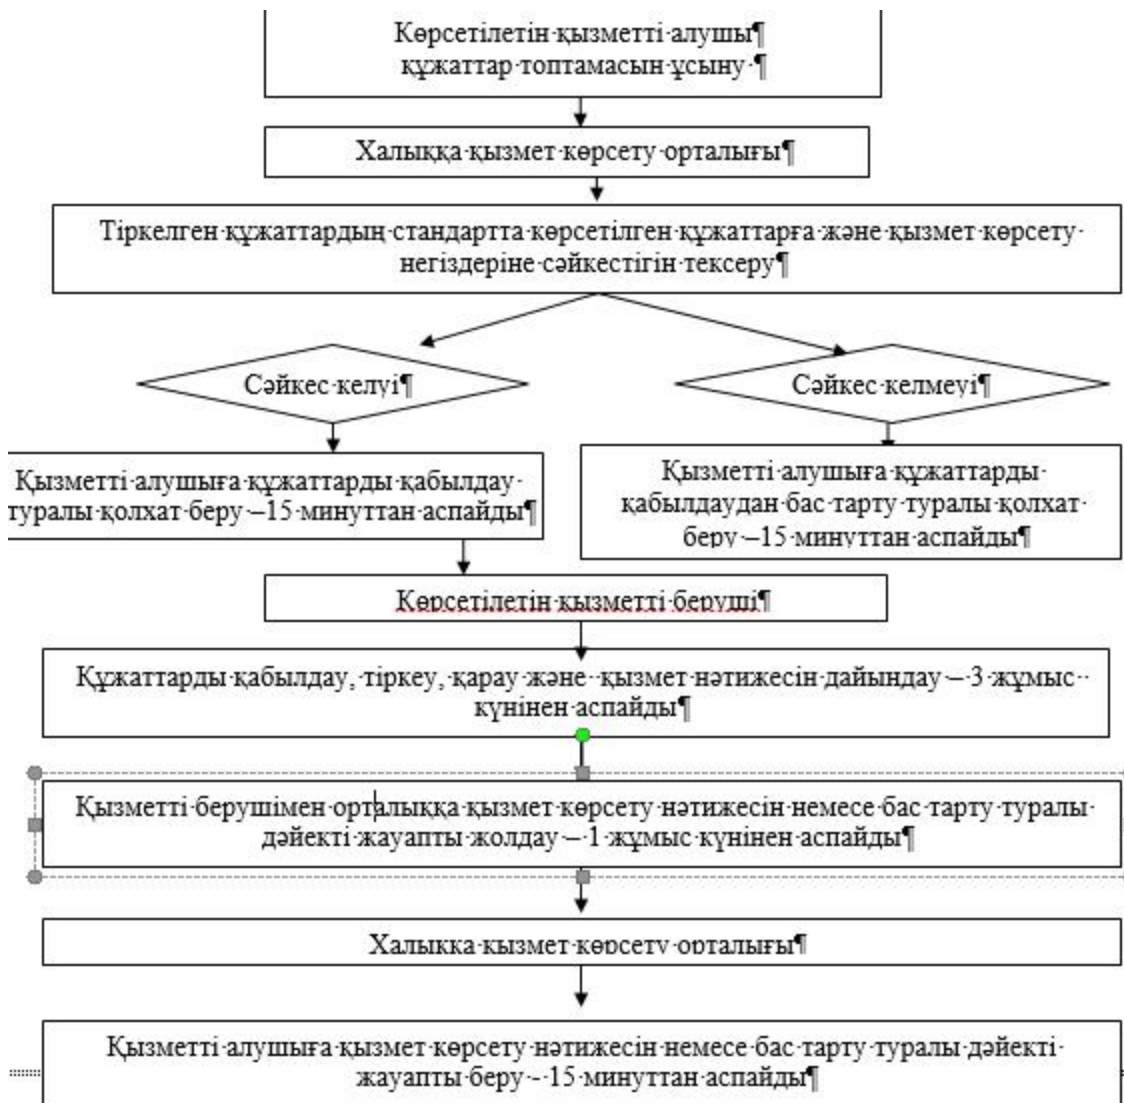 Көрсетілетін·қызметті·алушы¶
құжаттар·топтамасын·ұсыну·¶
Халыққа·қызмет·көрсету·орталығы¶
Тіркелген·құжаттардың·стандартта·көрсетілген·құжаттарға·және·қызмет·көрсету·
негіздеріне·сәйкестігін·тексеру¶
Сәйкес·келуі¶
Сәйкес·келмеуі¶
Қызметті·алушыға·құжаттарды·қабылдау·
туралы·қолхат·беру·–15·минуттан·аспайды¶
Қызметті·алушыға·құжаттарды·
қабылдаудан·бас·тарту·туралы·қолхат·
беру·–15·минуттан·аспайды¶
Көрсетілетін·қызметті·беруші¶
Құжаттарды·қабылдау,·тіркеу,·қарау·және··қызмет·нәтижесін·дайындау·–·3·жұмыс··
күнінен·аспайды¶
Қызметті·берушімен·орталыққа·қызмет·көрсету·нәтижесін·немесе·бас·тарту·туралы·
дәйекті·жауапты·жолдау·–·1·жұмыс·күнінен·аспайды¶
Халыққа·қызмет·көрсету·орталығы¶
Қызметті·алушыға·қызмет·көрсету·нәтижесін·немесе·бас·тарту·туралы·дәйекті·
жауапты·беру·-·15·минуттан·аспайды¶